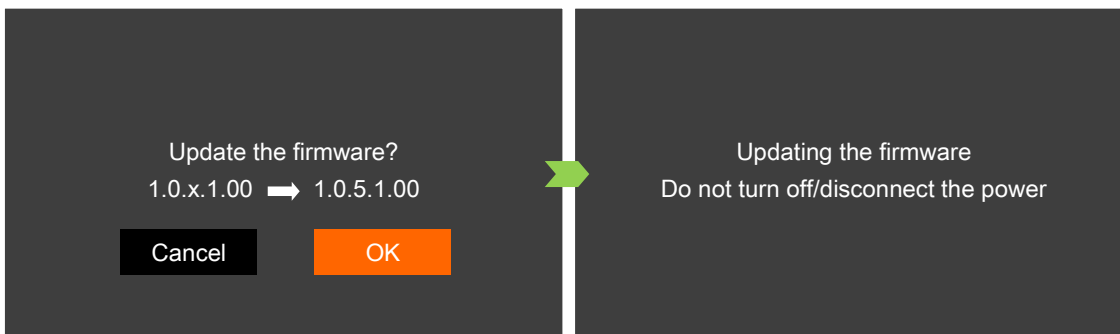 Update the firmware?
1.0.x.1.00 ➡ 1.0.5.1.00
Cancel
OK
Updating the firmware
Do not turn off/disconnect the power